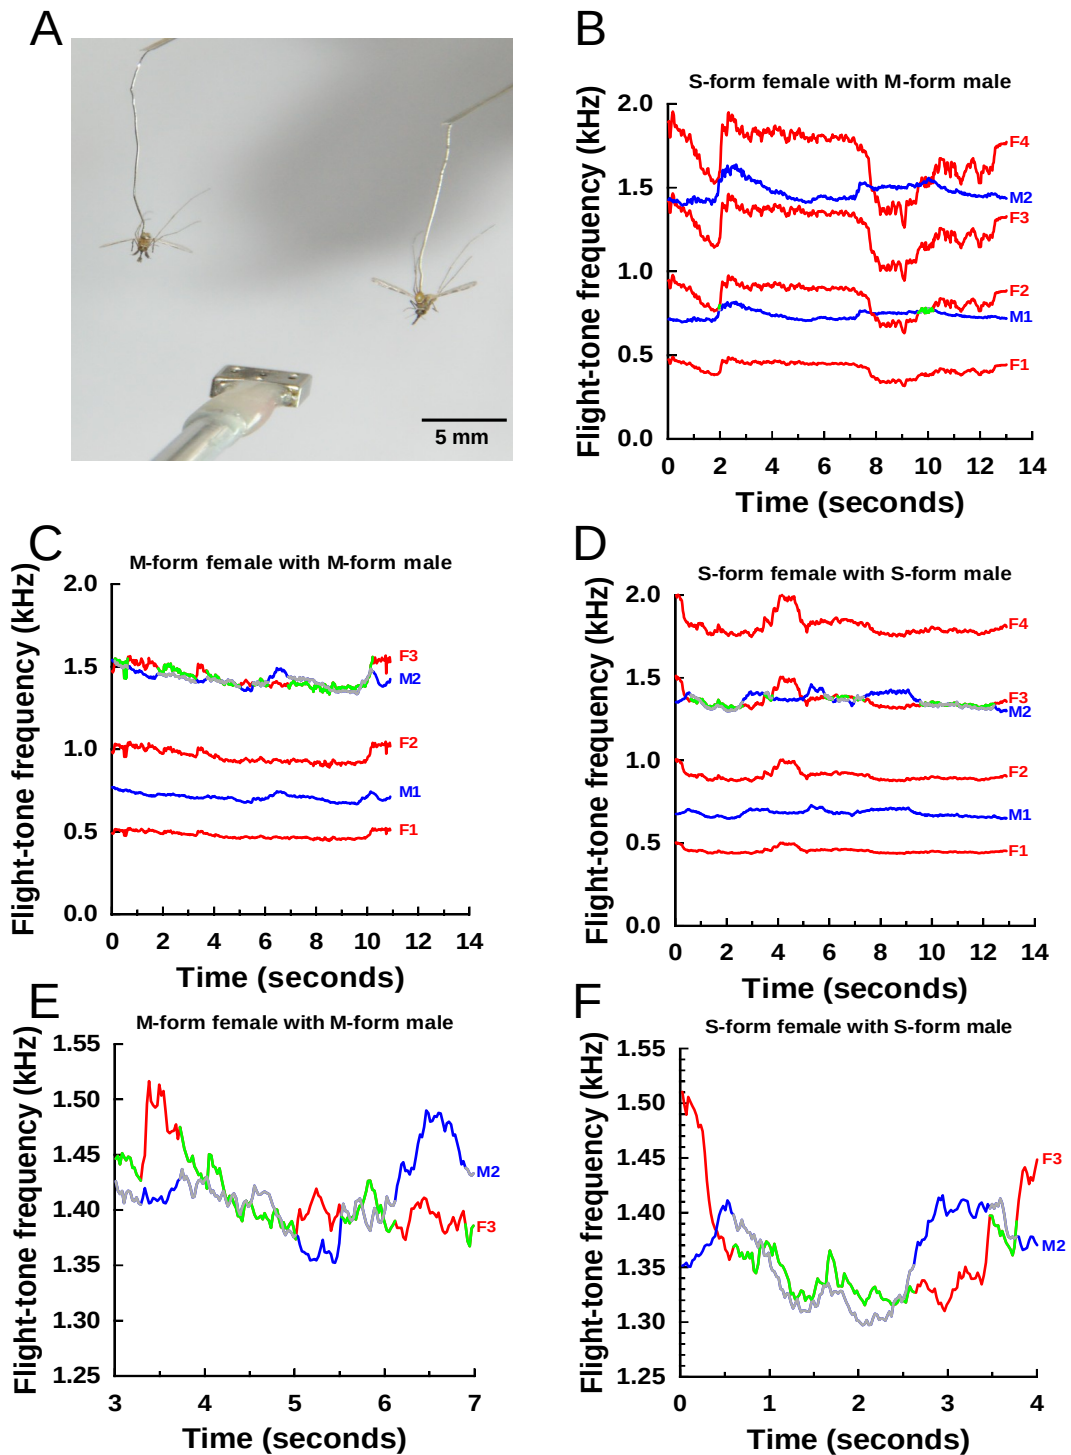 A
5 mm
B
S-form female with M-form male
Flight-tone frequency (kHz)
2.0
1.5
1.0
0.5
0.0
F4
M2
F3
F2
M1
F1
0 2 4 6 8 10 12 14
Time (seconds)
C
M-form female with M-form male
Flight-tone frequency (kHz)
2.0
1.5
1.0
0.5
0.0
F3
M2
F2
M1
F1
0 2 4 6 8 10 12 14
Time (seconds)
D
S-form female with S-form male
Flight-tone frequency (kHz)
2.0
1.5
1.0
0.5
0.0
F4
F3
M2
F2
M1
F1
0 2 4 6 8 10 12 14
Time (seconds)
E
M-form female with M-form male
Flight-tone frequency (kHz)
1.55
1.50
1.45
1.40
1.35
1.30
1.25
M2
F3
3 4 5 6 7
Time (seconds)
F
S-form female with S-form male
Flight-tone frequency (kHz)
1.55
1.50
1.45
1.40
1.35
1.30
1.25
F3
M2
0 1 2 3 4
Time (seconds)